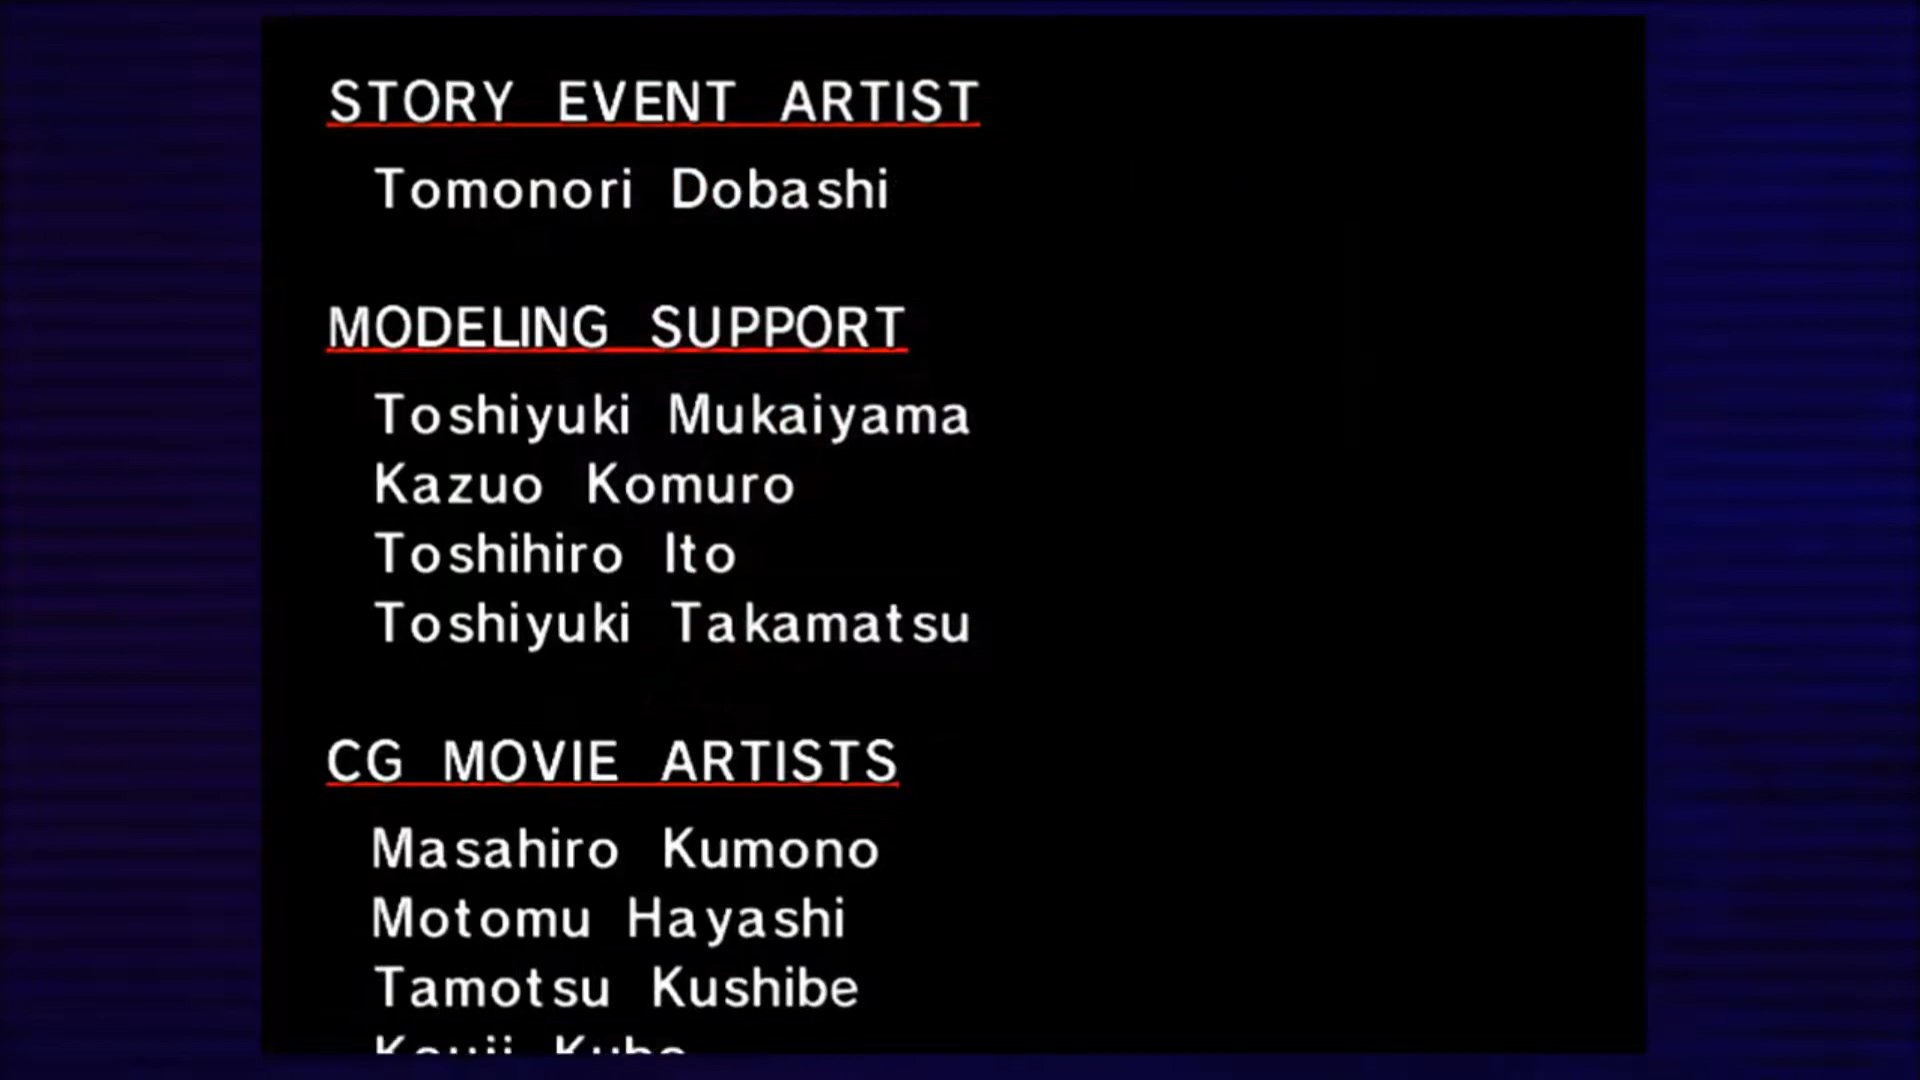 STORY EVENT ARTIST
Tomonori Dobashi
MODELING SUPPORT
Toshiyuki Mukaiyama
Kazuo Komuro
Toshihiro Ito
Toshiyuki Takamatsu
CG MOVIE ARTISTS
Masahiro Kumono
Motomu Hayashi
Tamotsu Kushibe